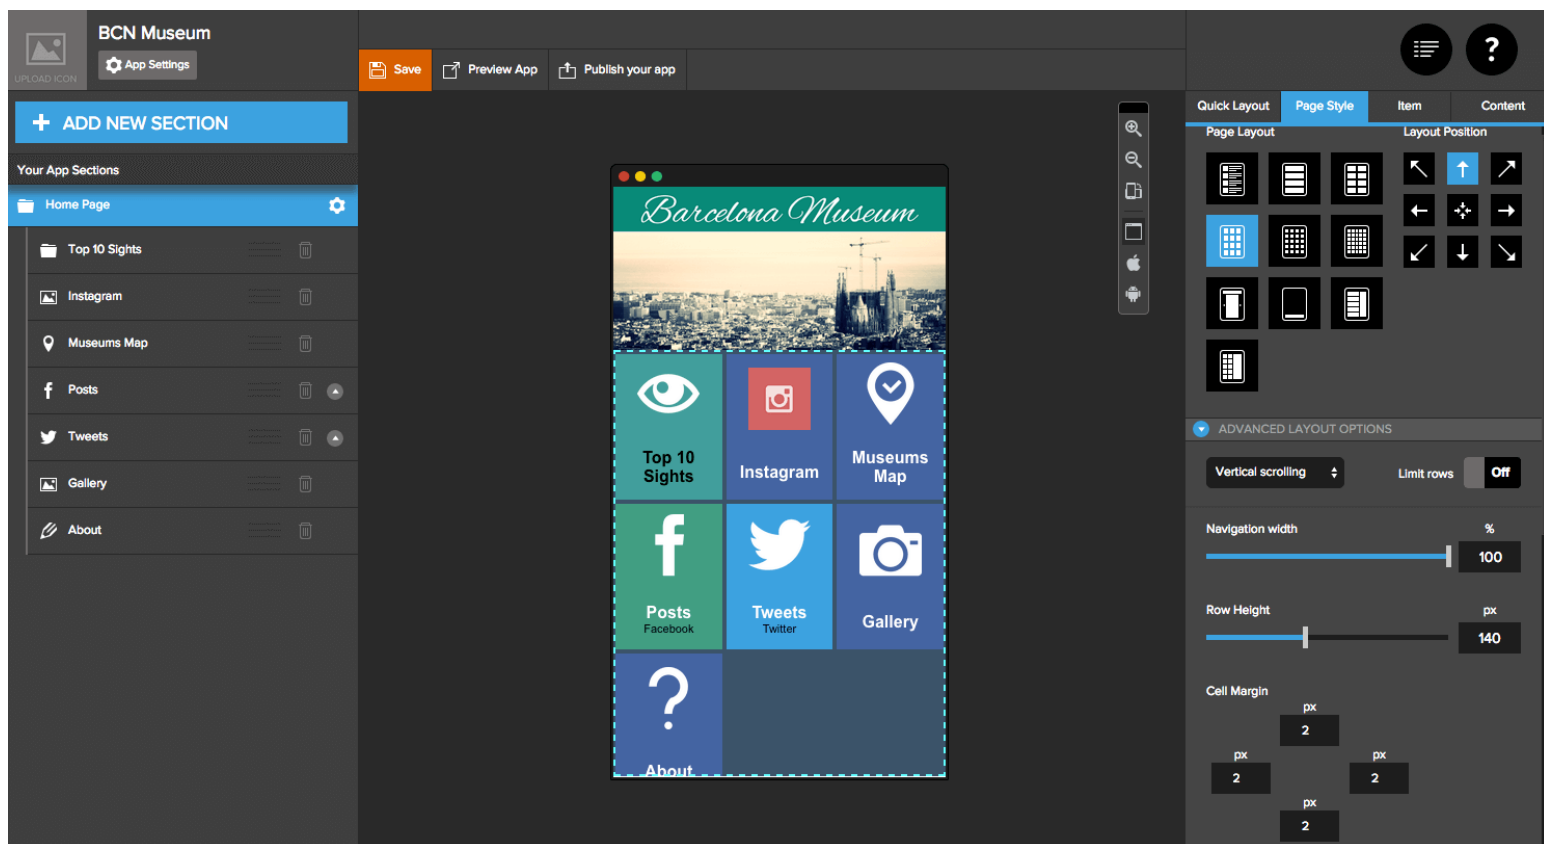 BCN Museum
App Settings
UPLOAD ICON
+ ADD NEW SECTION
Your App Sections
Home Page
Top 10 Sights
Instagram
Museums Map
Posts
Tweets
Gallery
About
Save
Preview App
Publish your app
Barcelona Museum
Top 10
Sights
Instagram
Museums
Map
Posts
Facebook
Tweets
Twitter
Gallery
?
About
?
Quick Layout
Page Style
Item
Content
Page Layout
Layout Position
ADVANCED LAYOUT OPTIONS
Vertical scrolling
Limit rows
Off
Navigation width
%
100
Row Height
px
140
Cell Margin
px
2
px
2
px
2
px
2